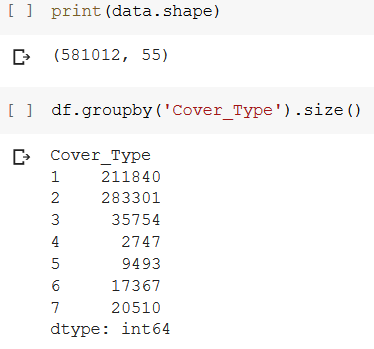 [ ] print(data.shape)
(581012, 55)
[ ] df.groupby('Cover_Type').size()
Cover_Type
1 211840
2 283301
3 35754
4 2747
5 9493
6 17367
7 20510
dtype: int64